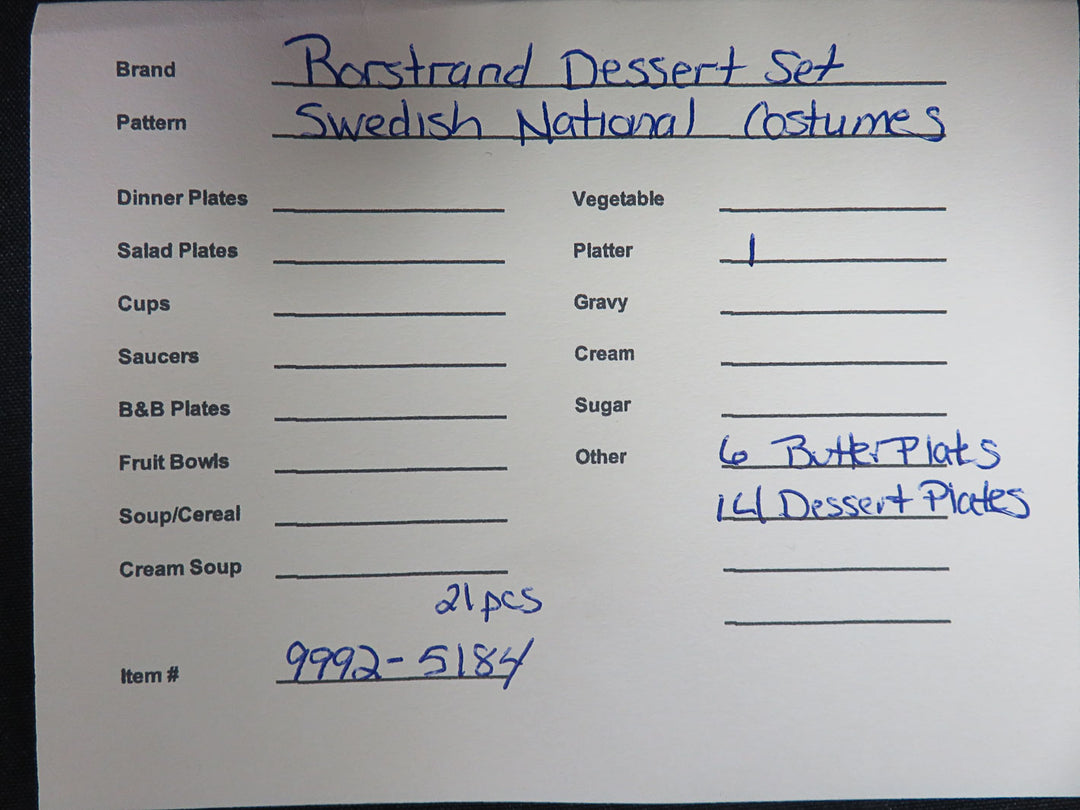 Brand Rorstrand Dessert Set
Pattern Swedish National Costumes
Dinner Plates
Vegetable
Salad Plates
Platter 1
Cups
Gravy
Saucers
Cream
B&B Plates
Sugar
Fruit Bowls
Other 6 Butter Plats
Soup/Cereal
14 Dessert Plates
Cream Soup
21 pcs
Item # 9992-5184